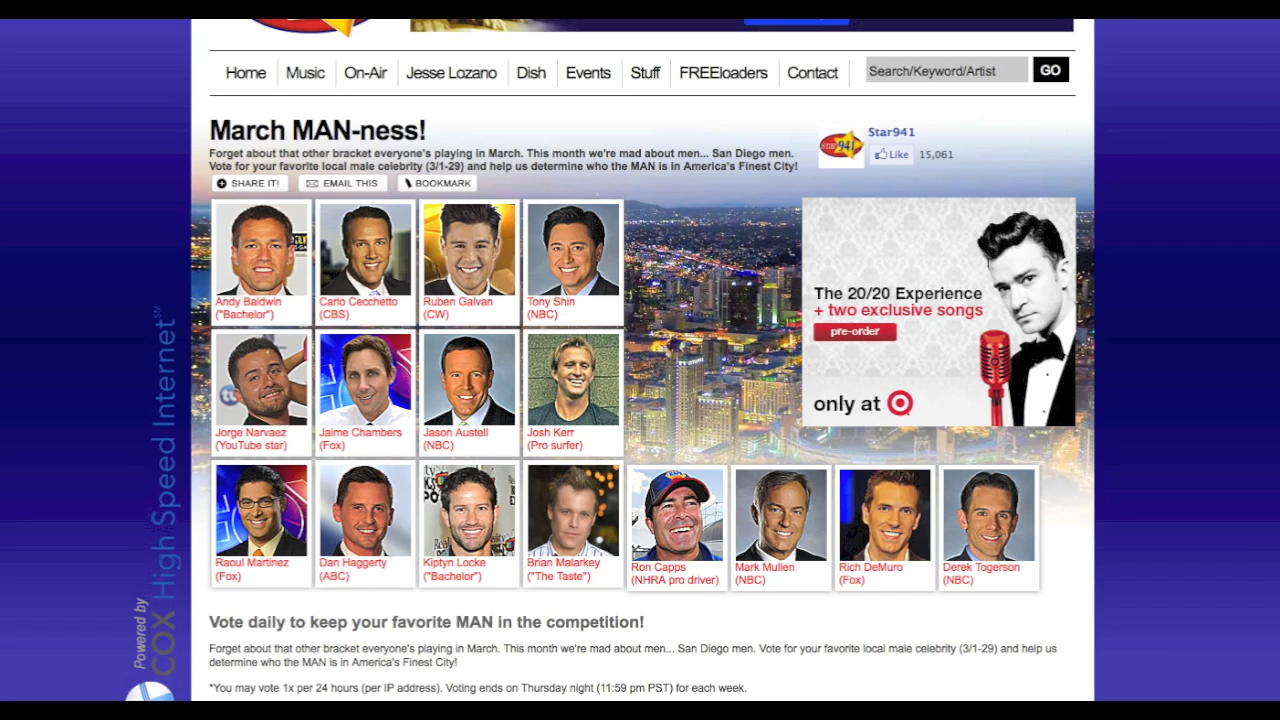 Home Music On-Air Jesse Lozano Dish Events Stuff FREEloaders Contact Search/Keyword/Artist GO
March MAN-ness!
Forget about that other bracket everyone's playing in March. This month we're mad about men... San Diego men.
Vote for your favorite local male celebrity (3/1-29) and help us determine who the MAN is in America's Finest City!
SHARE IT! EMAIL THIS BOOKMARK
STAR 941
Star941
Like 15,061
Andy Baldwin Carlo Cecchetto Ruben Galvan Tony Shin
("Bachelor") (CBS) (CW) (NBC)
The 20/20 Experience
+ two exclusive songs
pre-order
only at
Jorge Narvaez Jaime Chambers Jason Austell Josh Kerr
(YouTube star) (Fox) (NBC) (Pro surfer)
Raoul Martinez Dan Haggerty Kiptyn Locke Brian Malarkey Ron Capps Mark Mullen Rich DeMuro Derek Togerson
(Fox) (ABC) ("Bachelor") ("The Taste") (NHRA pro driver) (NBC) (Fox) (NBC)
Vote daily to keep your favorite MAN in the competition!
Forget about that other bracket everyone's playing in March. This month we're mad about men... San Diego men. Vote for your favorite local male celebrity (3/1-29) and help us
determine who the MAN is in America's Finest City!
*You may vote 1x per 24 hours (per IP address). Voting ends on Thursday night (11:59 pm PST) for each week.
Powered by
COX High Speed Internet℠